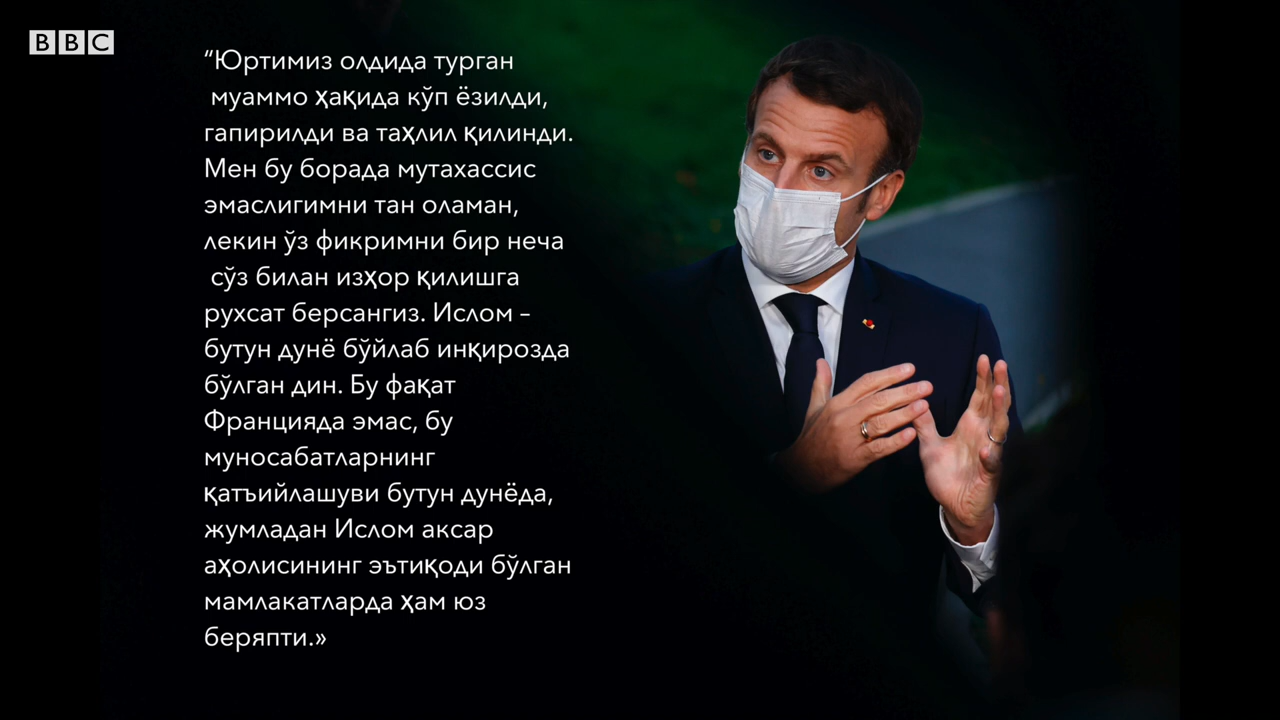 BBC
“Юртимиз олдида турган
муаммо ҳақида кўп ёзилди,
гапирилди ва таҳлил қилинди.
Мен бу борада мутахассис
эмаслигимни тан оламан,
лекин ўз фикримни бир неча
сўз билан изҳор қилишга
рухсат берсангиз. Ислом –
бутун дунё бўйлаб инқирозда
бўлган дин. Бу фақат
Францияда эмас, бу
муносабатларнинг
қатъийлашуви бутун дунёда,
жумладан Ислом аксар
аҳолисининг эътиқоди бўлган
мамлакатларда ҳам юз
беряпти.»